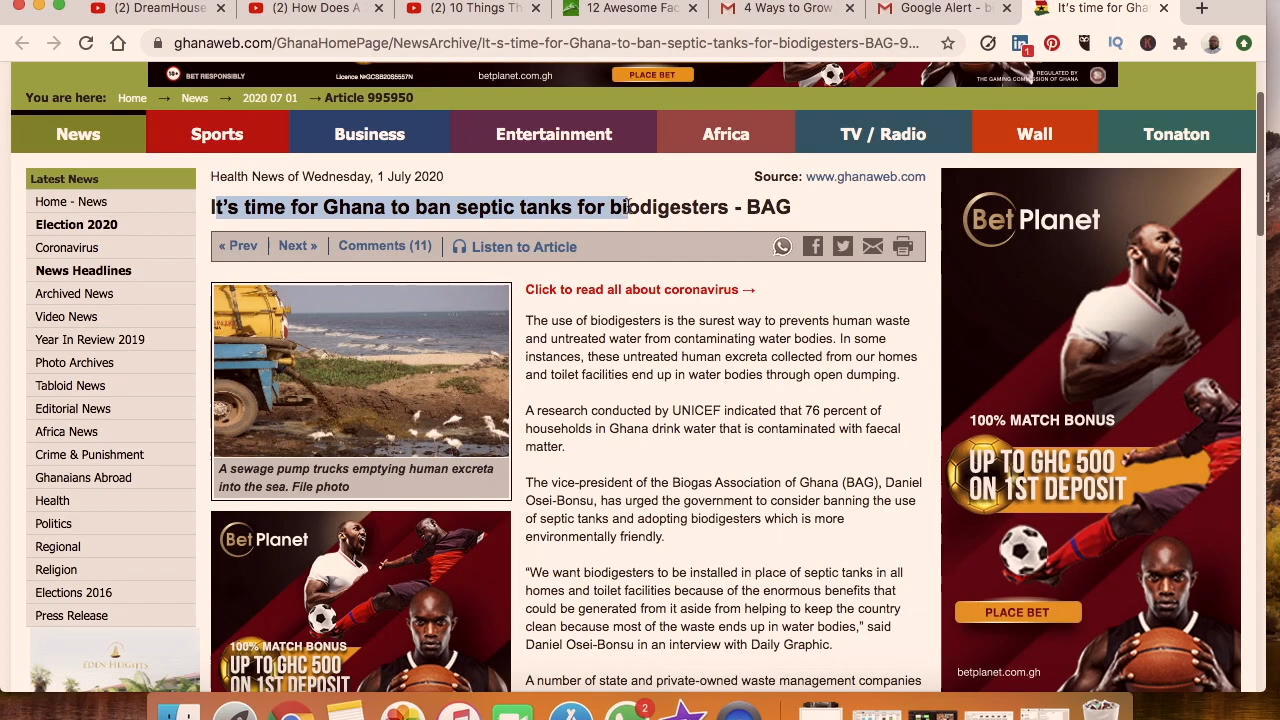 (2) DreamHouse
(2) How Does A
(2) 10 Things Th
12 Awesome Fac
4 Ways to Grow
Google Alert - b
It's time for Gha
ghanaweb.com/GhanaHomePage/NewsArchive/It-s-time-for-Ghana-to-ban-septic-tanks-for-biodigesters-BAG-9...
1
18+ BET RESPONSIBLY
betplanet.com.gh
PLACE BET
REGULATED BY
THE GAMING COMMISSION OF GHANA
You are here: Home → News → 2020 07 01 → Article 995950
News
Sports
Business
Entertainment
Africa
TV / Radio
Wall
Tonaton
Latest News
Home - News
Election 2020
Coronavirus
News Headlines
Archived News
Video News
Year In Review 2019
Photo Archives
Tabloid News
Editorial News
Africa News
Crime & Punishment
Ghanaians Abroad
Health
Politics
Regional
Religion
Elections 2016
Press Release
EDEN HEIGHTS
Health News of Wednesday, 1 July 2020
Source: www.ghanaweb.com
It's time for Ghana to ban septic tanks for biodigesters - BAG
« Prev
Next »
Comments (11)
Listen to Article
A sewage pump trucks emptying human excreta
into the sea. File photo
BetPlanet
100% MATCH BONUS
UP TO GHC 500
ON 1ST DEPOSIT
Click to read all about coronavirus →
The use of biodigesters is the surest way to prevents human waste
and untreated water from contaminating water bodies. In some
instances, these untreated human excreta collected from our homes
and toilet facilities end up in water bodies through open dumping.
A research conducted by UNICEF indicated that 76 percent of
households in Ghana drink water that is contaminated with faecal
matter.
The vice-president of the Biogas Association of Ghana (BAG), Daniel
Osei-Bonsu, has urged the government to consider banning the use
of septic tanks and adopting biodigesters which is more
environmentally friendly.
“We want biodigesters to be installed in place of septic tanks in all
homes and toilet facilities because of the enormous benefits that
could be generated from it aside from helping to keep the country
clean because most of the waste ends up in water bodies,” said
Daniel Osei-Bonsu in an interview with Daily Graphic.
A number of state and private-owned waste management companies
BetPlanet
100% MATCH BONUS
UP TO GHC 500
ON 1ST DEPOSIT
PLACE BET
betplanet.com.gh
2